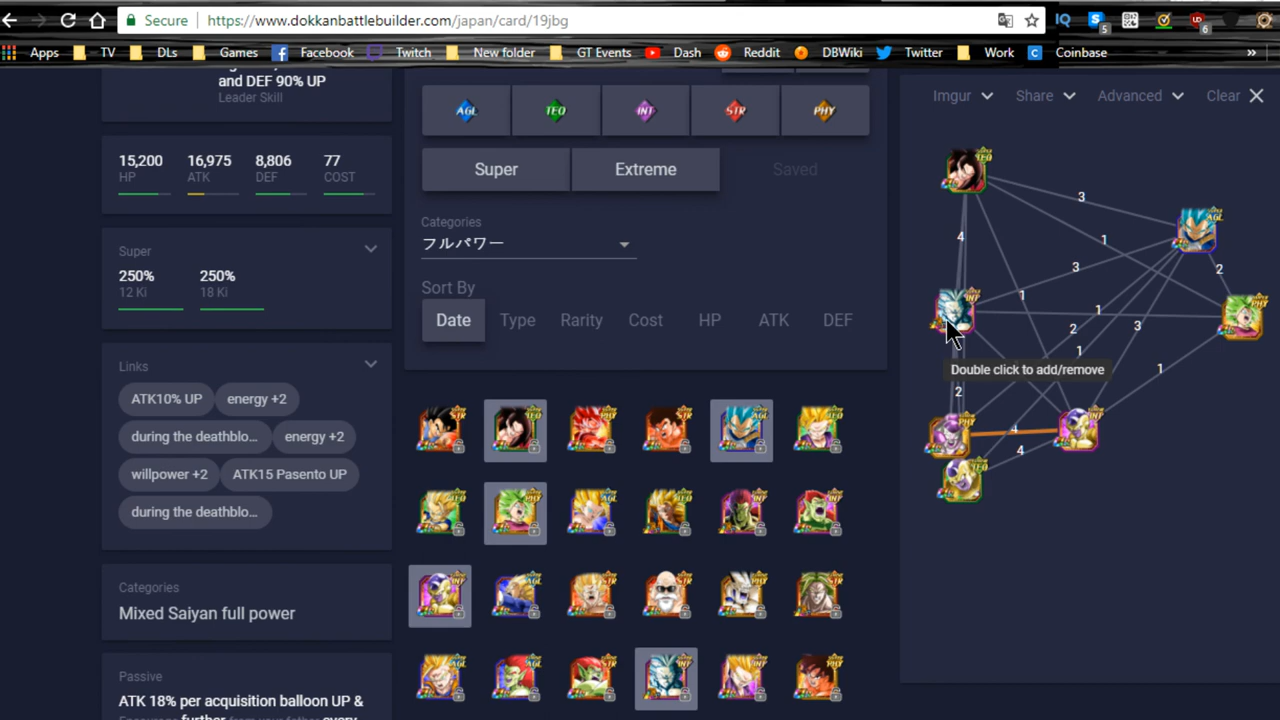 Secure
https://www.dokkanbattlebuilder.com/japan/card/19jbg
IQ
5
6
Apps
TV
DLs
Games
Facebook
Twitch
New folder
GT Events
Dash
Reddit
DBWiki
Twitter
Work
Coinbase
»
and DEF 90% UP
Leader Skill
15,200
16,975
8,806
77
HP
ATK
DEF
COST
Super
250%
250%
12 Ki
18 Ki
Links
ATK10% UP
energy +2
during the deathblo...
energy +2
willpower +2
ATK15 Pasento UP
during the deathblo...
Categories
Mixed Saiyan full power
Passive
ATK 18% per acquisition balloon UP &
AGL
TEQ
INT
STR
PHY
Super
Extreme
Saved
Categories
フルパワー
Sort By
Date
Type
Rarity
Cost
HP
ATK
DEF
Imgur
Share
Advanced
Clear
3
4
1
3
2
1
1
2
3
1
1
2
4
4
Double click to add/remove